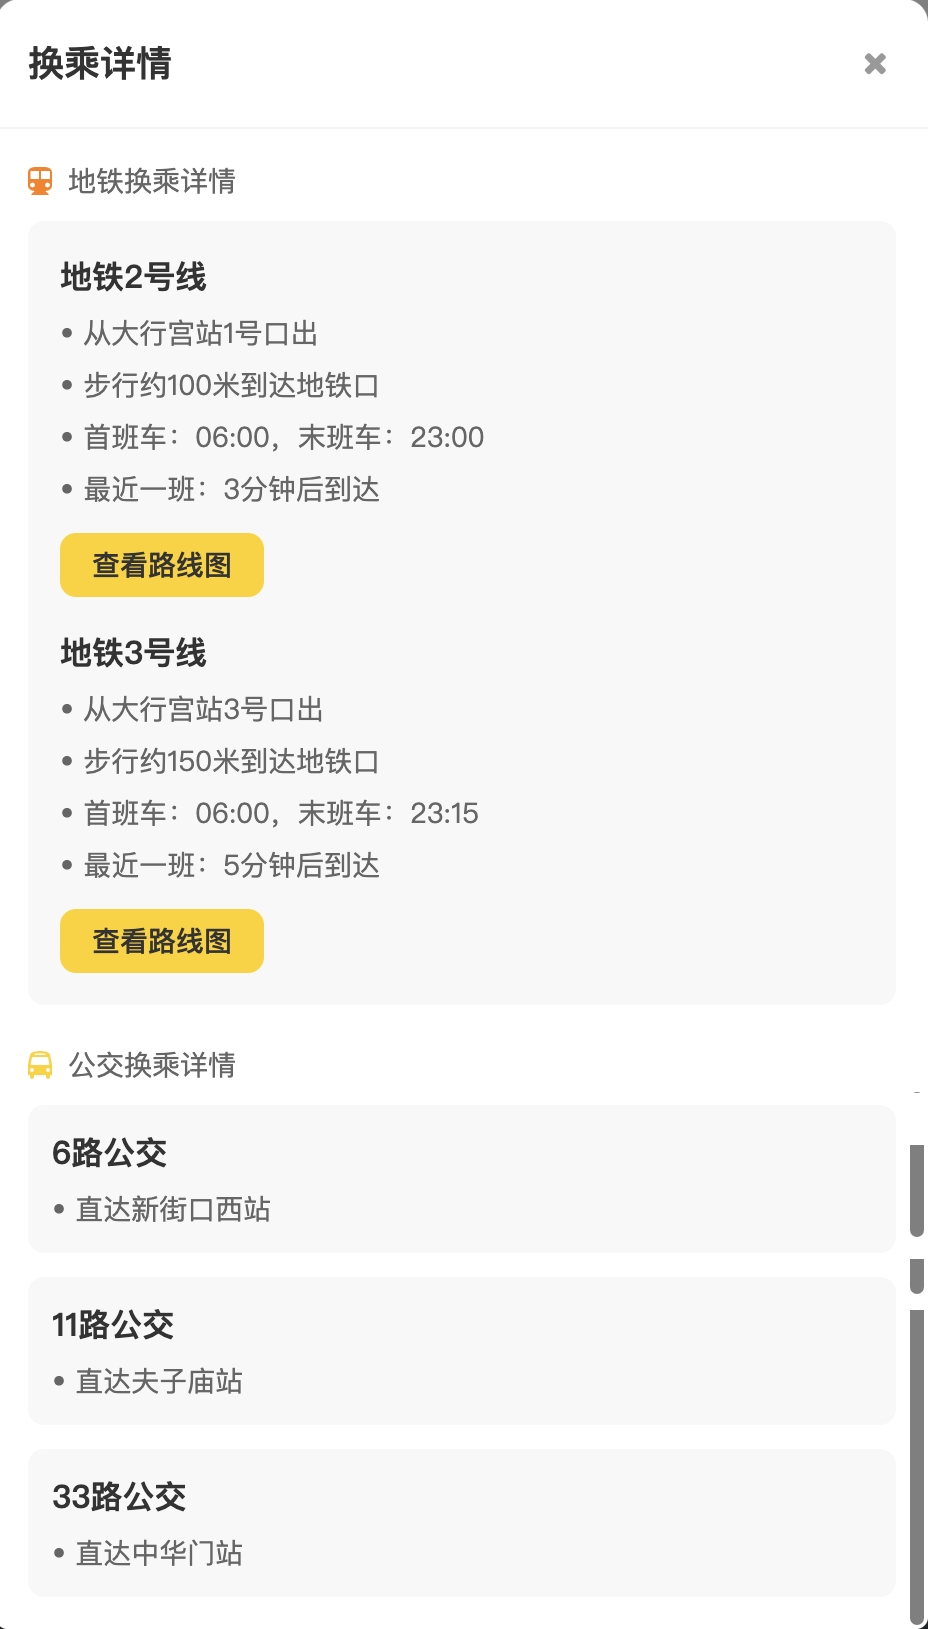 换乘详情
地铁换乘详情
地铁2号线
• 从大行宫站1号口出
• 步行约100米到达地铁口
• 首班车：06:00，末班车：23:00
• 最近一班：3分钟后到达
查看路线图
地铁3号线
• 从大行宫站3号口出
• 步行约150米到达地铁口
• 首班车：06:00，末班车：23:15
• 最近一班：5分钟后到达
查看路线图
公交换乘详情
6路公交
• 直达新街口西站
11路公交
• 直达夫子庙站
33路公交
• 直达中华门站